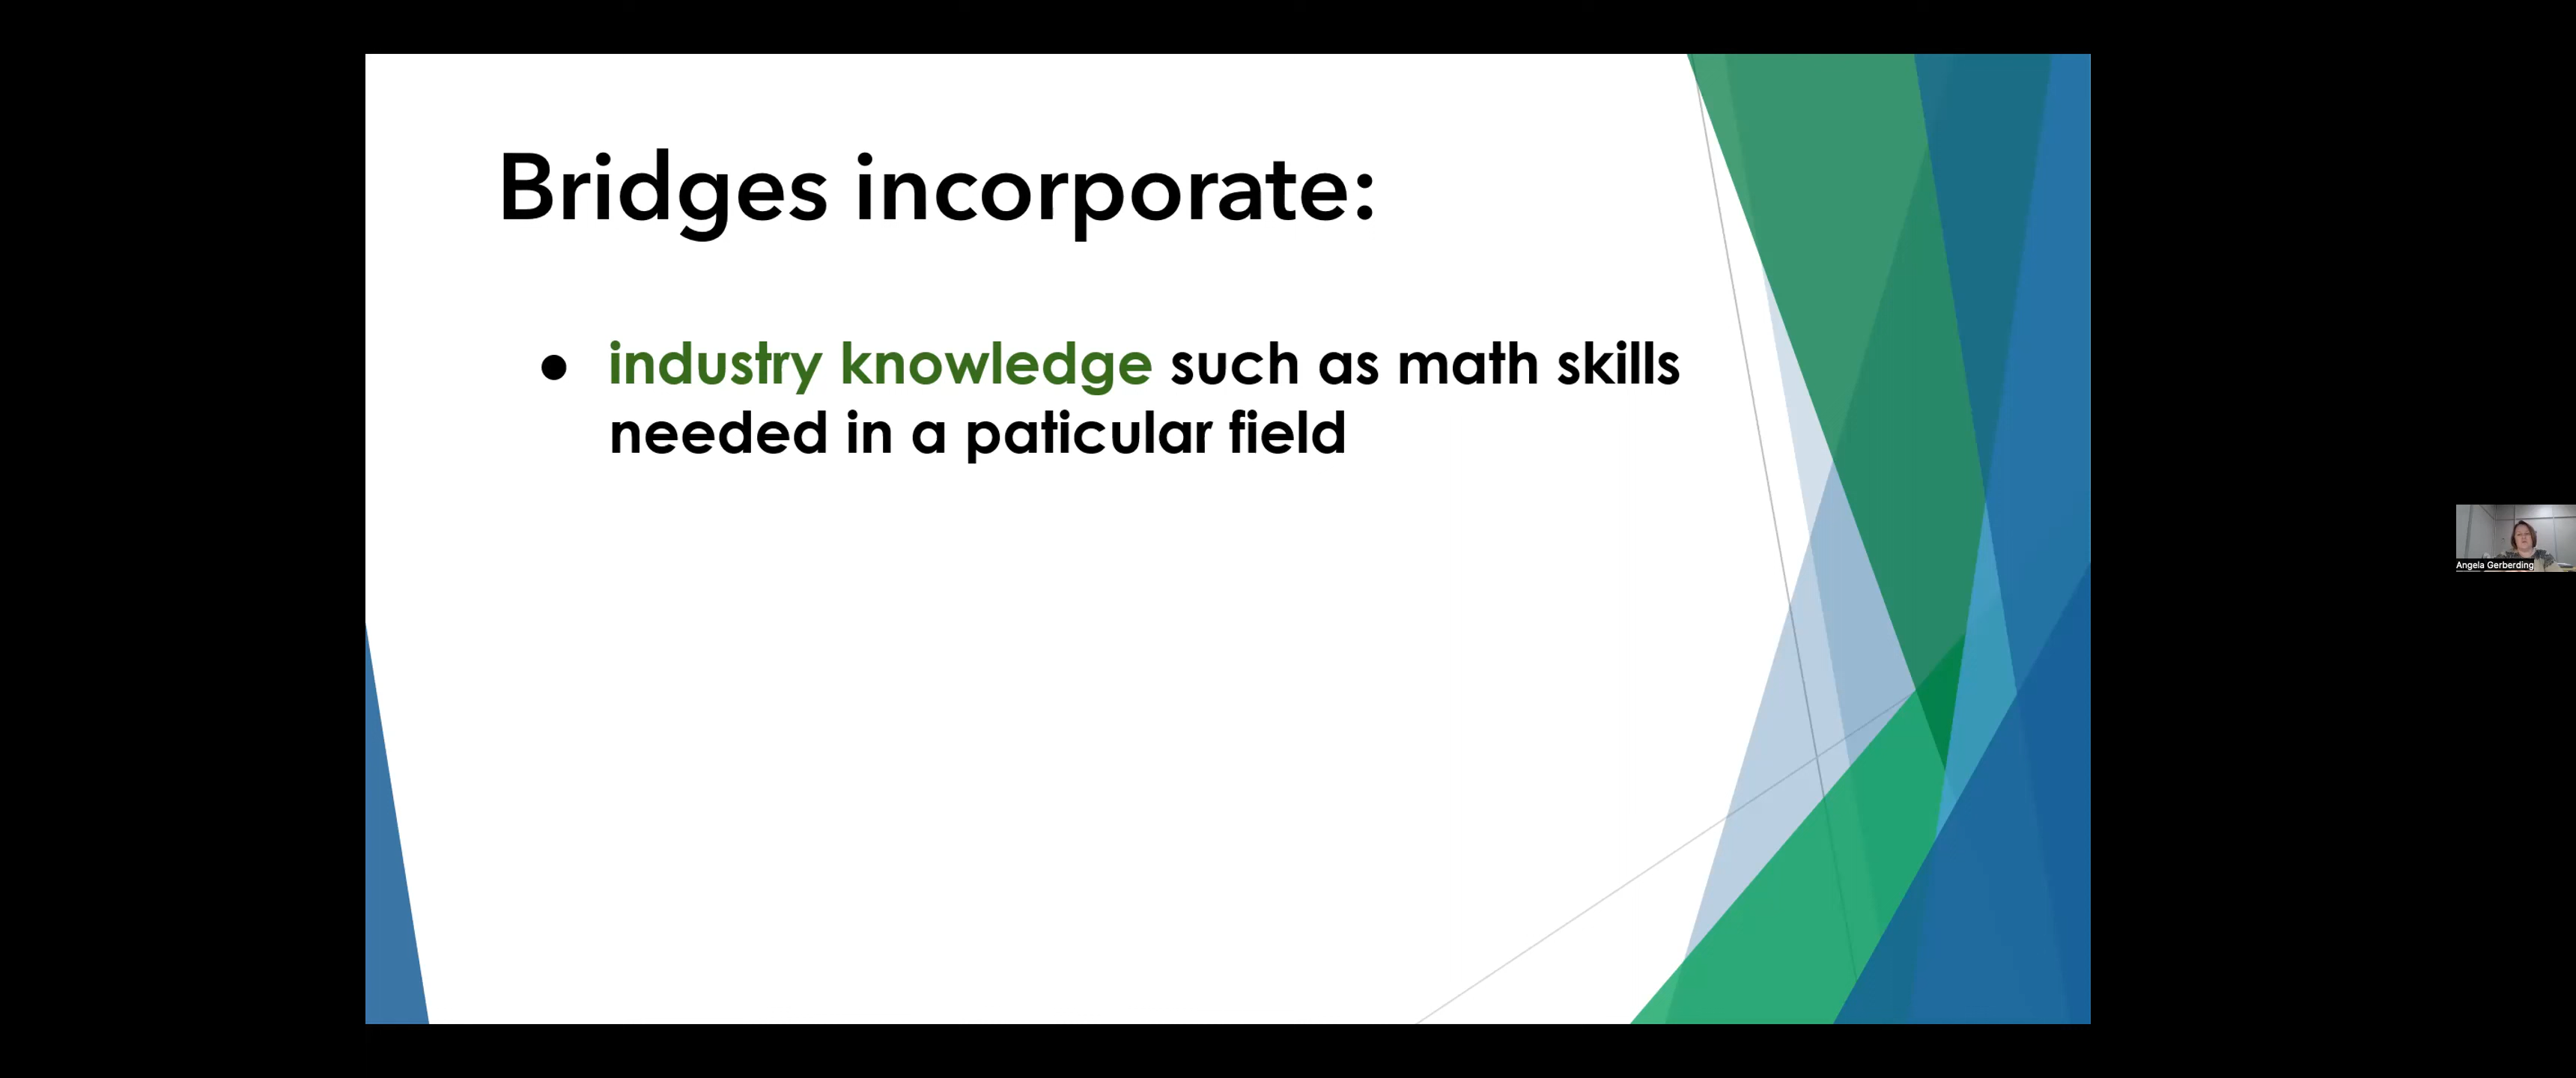 Bridges incorporate:
● industry knowledge such as math skills
needed in a paticular field
Angela Gerberding